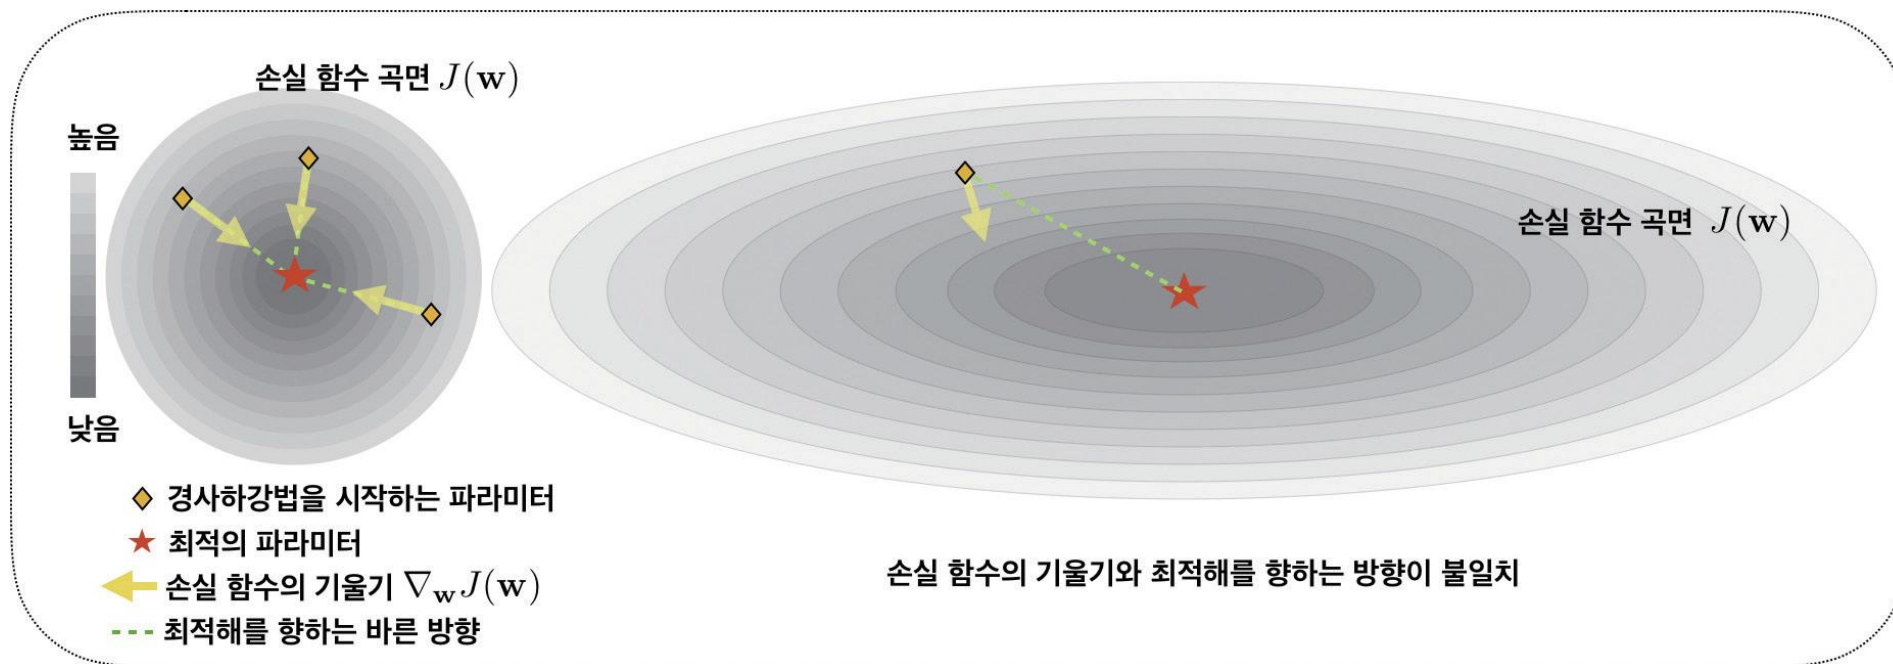 손실 함수 곡면 J(w)
높음
낮음
경사하강법을 시작하는 파라미터
최적의 파라미터
손실 함수의 기울기 ∇wJ(w)
최적해를 향하는 바른 방향
손실 함수 곡면 J(w)
손실 함수의 기울기와 최적해를 향하는 방향이 불일치